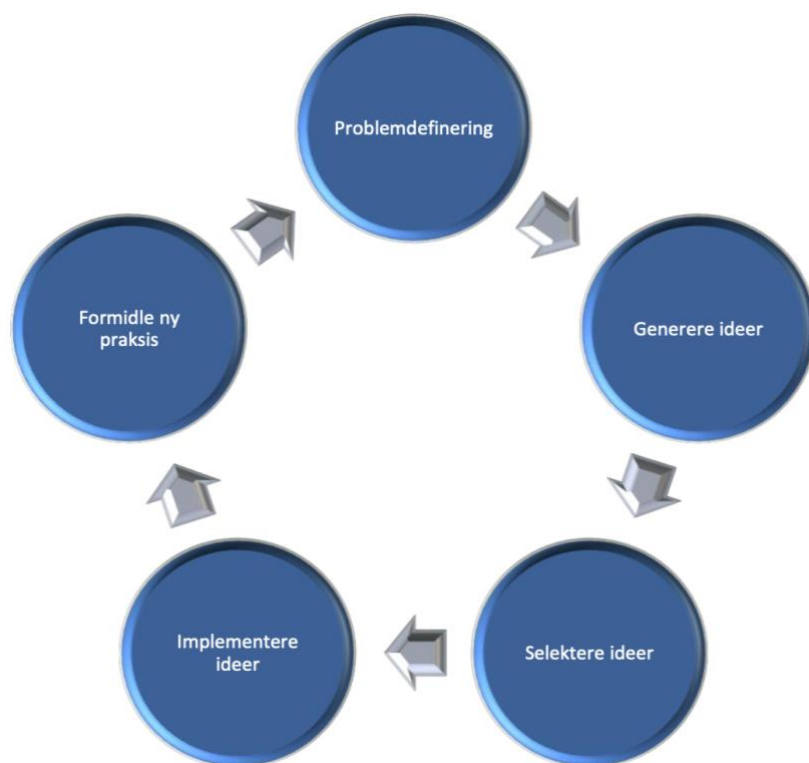 Problemdefinering
Generere ideer
Selektere ideer
Implementere
ideer
Formidle ny
praksis